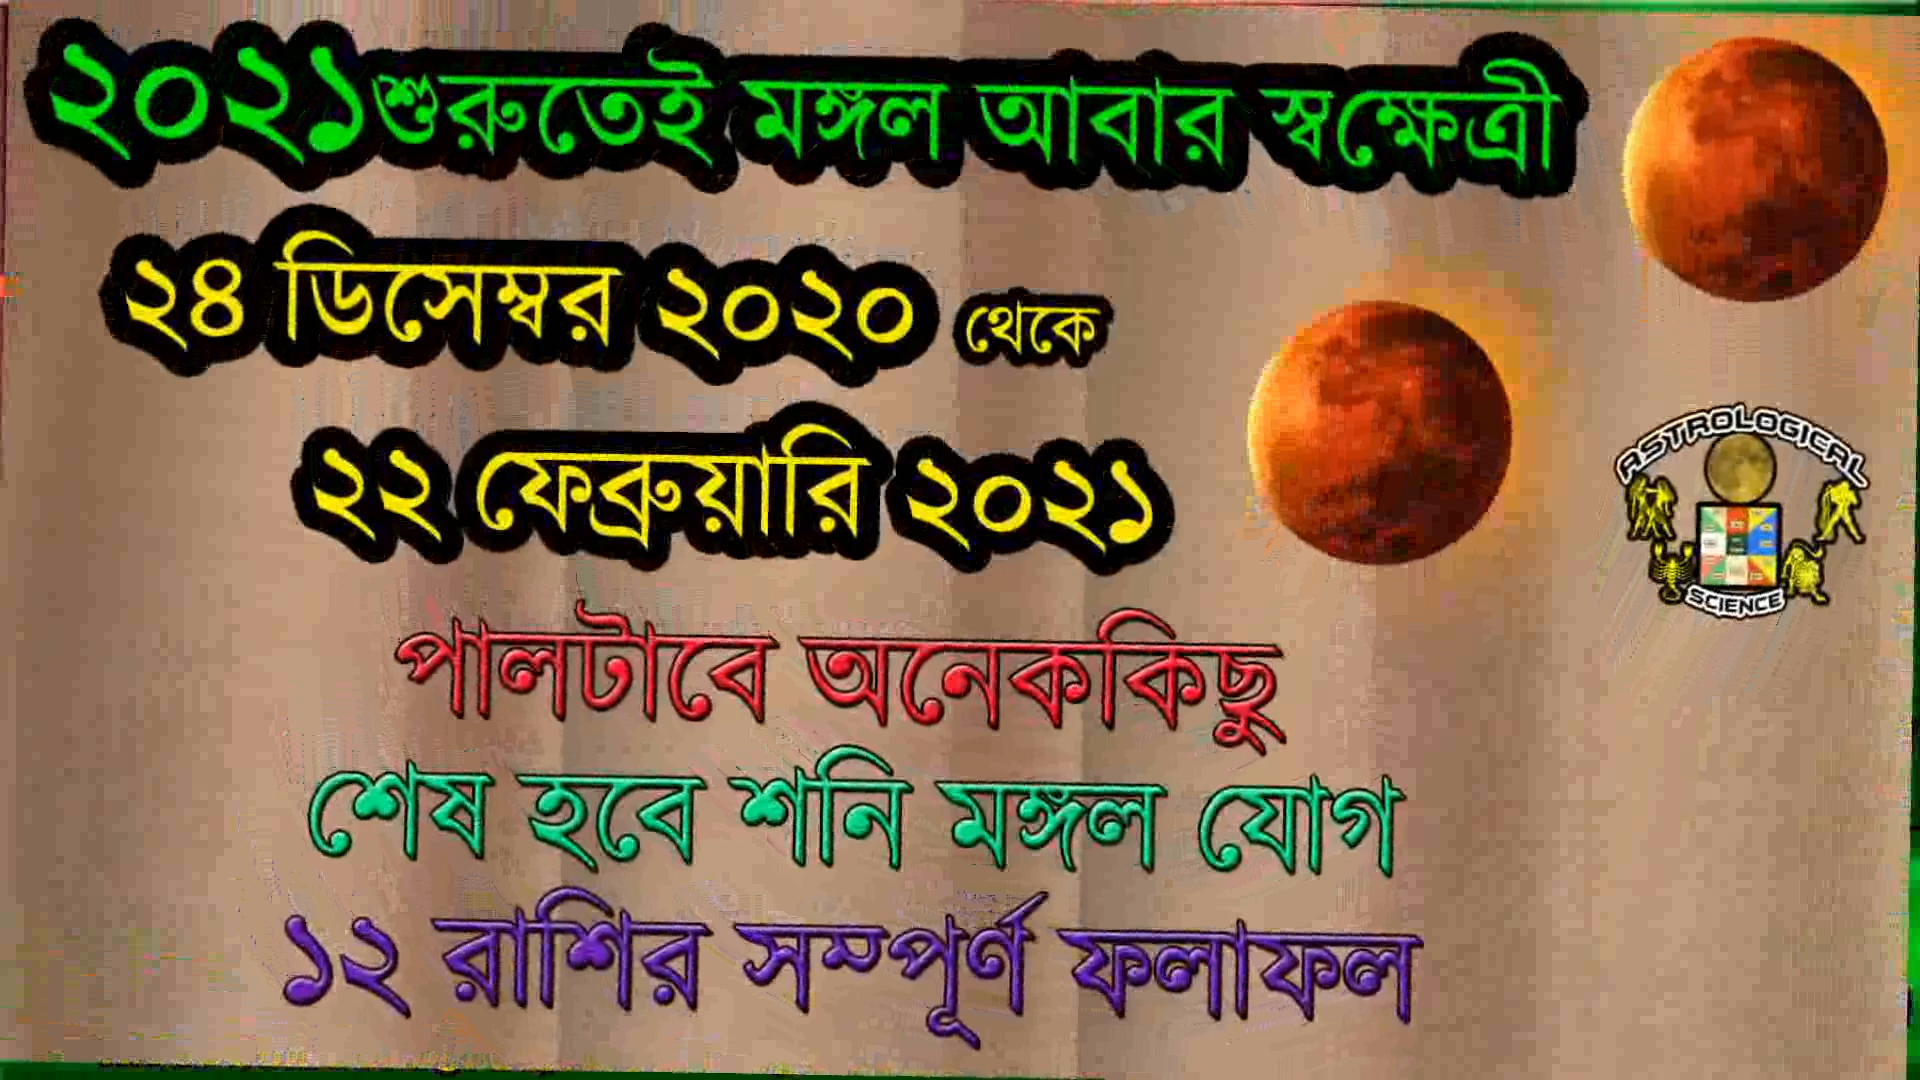 ২০২১শুরুতেই মঙ্গল আবার স্বক্ষেত্রী
২৪ ডিসেম্বর ২০২০ থেকে
২২ ফেব্রুয়ারি ২০২১
ASTROLOGICAL
SCIENCE
পালটাবে অনেককিছু
শেষ হবে শনি মঙ্গল যোগ
১২ রাশির সম্পূর্ণ ফলাফল